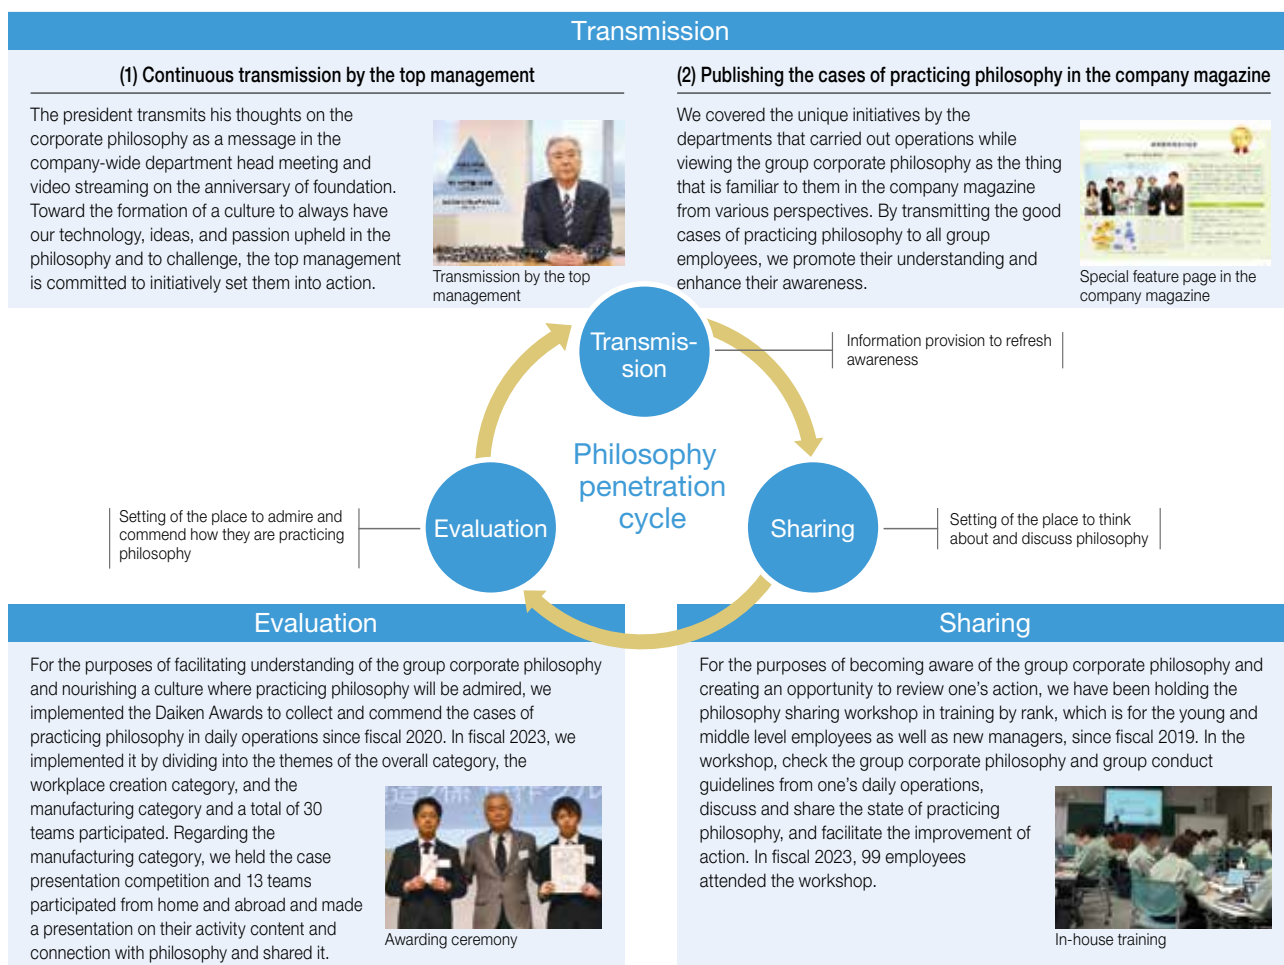 Transmission
(1) Continuous transmission by the top management
The president transmits his thoughts on the
corporate philosophy as a message in the
company-wide department head meeting and
video streaming on the anniversary of foundation.
Toward the formation of a culture to always have
our technology, ideas, and passion upheld in the
philosophy and to challenge, the top management
is committed to initiatively set them into action.
Transmission by the top
management
(2) Publishing the cases of practicing philosophy in the company magazine
We covered the unique initiatives by the
departments that carried out operations while
viewing the group corporate philosophy as the thing
that is familiar to them in the company magazine
from various perspectives. By transmitting the good
cases of practicing philosophy to all group
employees, we promote their understanding and
enhance their awareness.
Special feature page in the
company magazine
Transmis-
sion
Information provision to refresh
awareness
Philosophy
penetration
cycle
Evaluation
Setting of the place to admire and
commend how they are practicing
philosophy
Sharing
Setting of the place to think
about and discuss philosophy
Evaluation
For the purposes of facilitating understanding of the group corporate philosophy
and nourishing a culture where practicing philosophy will be admired, we
implemented the Daiken Awards to collect and commend the cases of
practicing philosophy in daily operations since fiscal 2020. In fiscal 2023, we
implemented it by dividing into the themes of the overall category, the
workplace creation category, and the
manufacturing category and a total of 30
teams participated. Regarding the
manufacturing category, we held the case
presentation competition and 13 teams
participated from home and abroad and made
a presentation on their activity content and
connection with philosophy and shared it.
Awarding ceremony
Sharing
For the purposes of becoming aware of the group corporate philosophy and
creating an opportunity to review one's action, we have been holding the
philosophy sharing workshop in training by rank, which is for the young and
middle level employees as well as new managers, since fiscal 2019. In the
workshop, check the group corporate philosophy and group conduct
guidelines from one's daily operations,
discuss and share the state of practicing
philosophy, and facilitate the improvement of
action. In fiscal 2023, 99 employees
attended the workshop.
In-house training